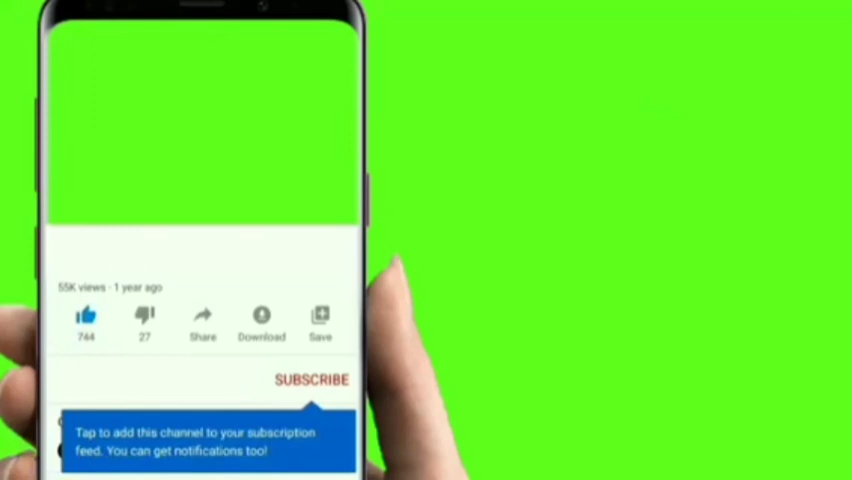 55K views · 1 year ago
744
27
Share
Download
Save
SUBSCRIBE
Tap to add this channel to your subscription
feed. You can get notifications too!